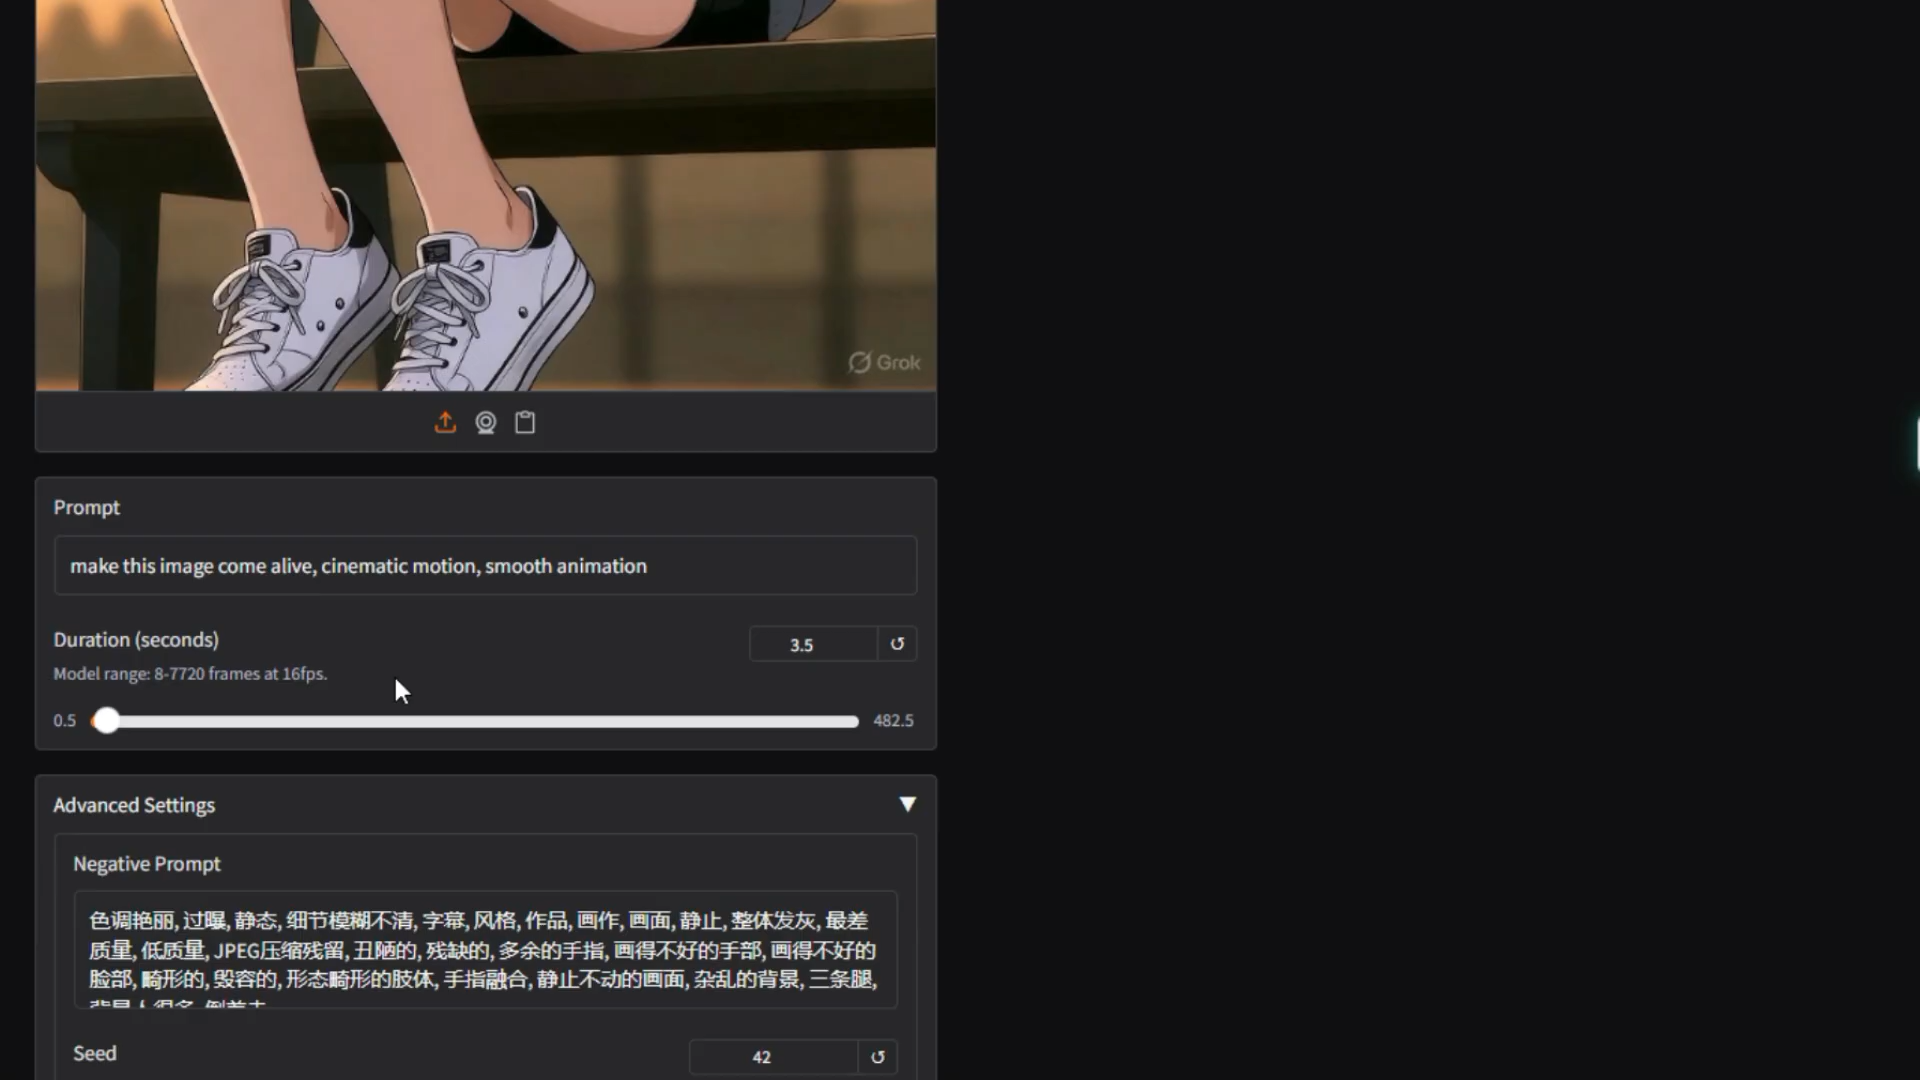 Grok
Prompt
make this image come alive, cinematic motion, smooth animation
Duration (seconds)
3.5
Model range: 8-7720 frames at 16fps.
0.5
482.5
Advanced Settings
Negative Prompt
色调艳丽, 过曝, 静态, 细节模糊不清, 字幕, 风格, 作品, 画作, 画面, 静止, 整体发灰, 最差
质量, 低质量, JPEG压缩残留, 丑陋的, 残缺的, 多余的手指, 画得不好的手部, 画得不好的
脸部, 畸形的, 毁容的, 形态畸形的肢体, 手指融合, 静止不动的画面, 杂乱的背景, 三条腿,
Seed
42